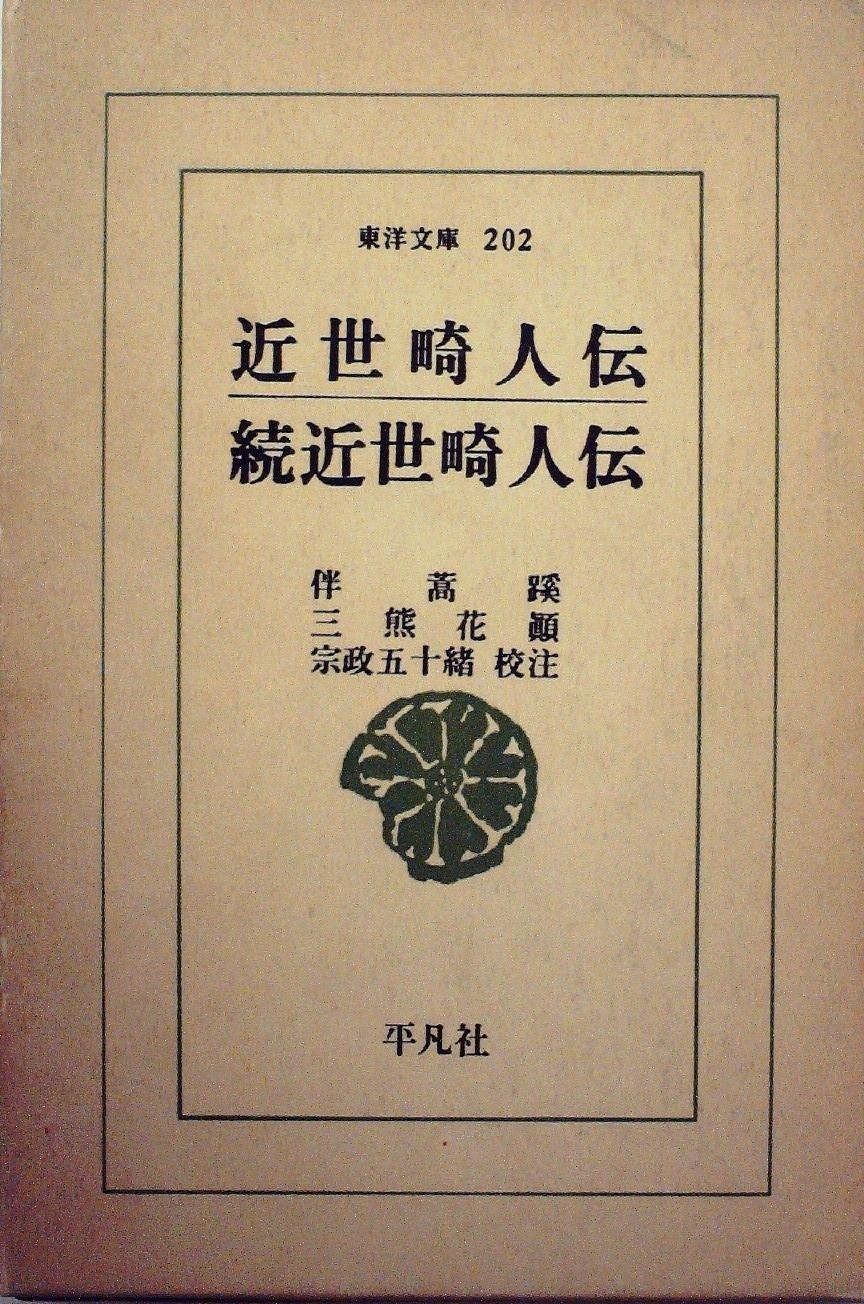 東洋文庫 202
近世畸人伝
続近世畸人伝
伴蒿蹊
三熊花顚
宗政五十緒 校注
平凡社